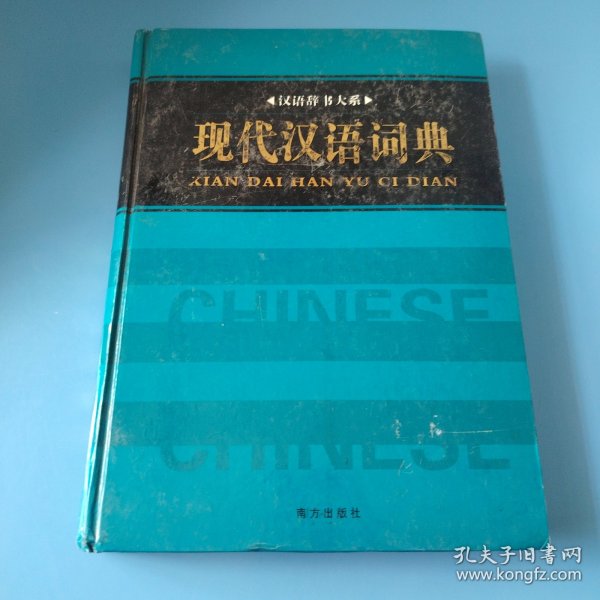 ◀汉语辞书大系▶
现代汉语词典
XIAN DAI HAN YU CI DIAN
CHINESE
CHINESE
南方出版社
孔夫子旧书网
www.kongfz.com